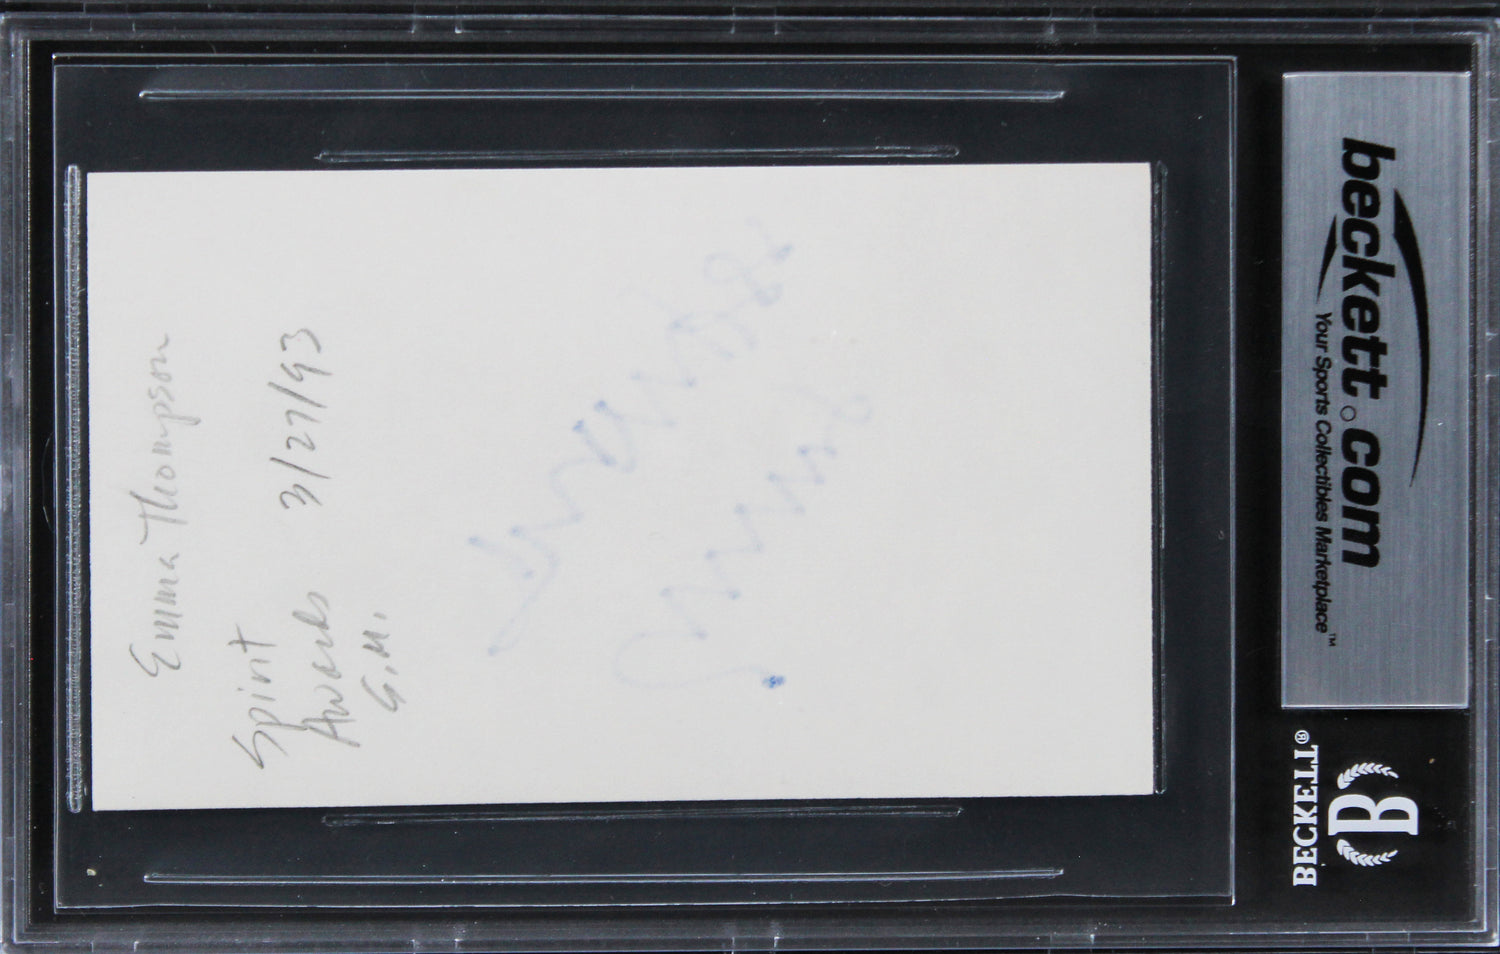 Emma Thompson
Spirit
Awards 3/27/93
G.M.
beckett.com
Your Sports Collectibles Marketplace™
BECKETT®
B